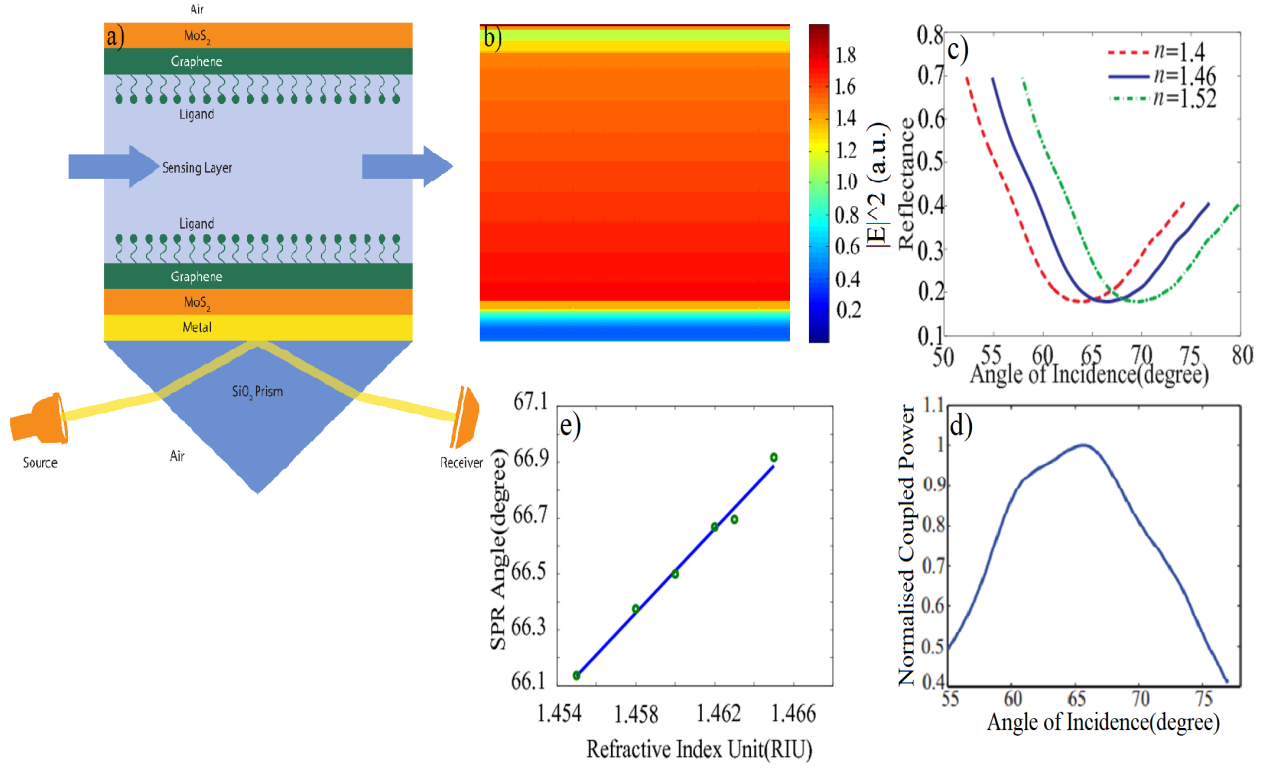 a)
Air
MoS2
Graphene
Ligand
Sensing Layer
Ligand
Graphene
MoS2
Metal
SiO2 Prism
Source
Air
Receiver
b)
1.8
1.6
1.4
1.2
1.0
0.8
0.6
0.4
0.2
|E|^2 (a.u.)
c)
n=1.4
n=1.46
n=1.52
Reflectance
0.8
0.7
0.6
0.5
0.4
0.3
0.2
0.1
50 55 60 65 70 75 80
Angle of Incidence(degree)
e)
SPR Angle(degree)
67.1
66.9
66.7
66.5
66.3
66.1
1.454 1.458 1.462 1.466
Refractive Index Unit(RIU)
d)
Normalised Coupled Power
1.1
1
0.9
0.8
0.7
0.6
0.5
0.4
55 60 65 70 75
Angle of Incidence(degree)